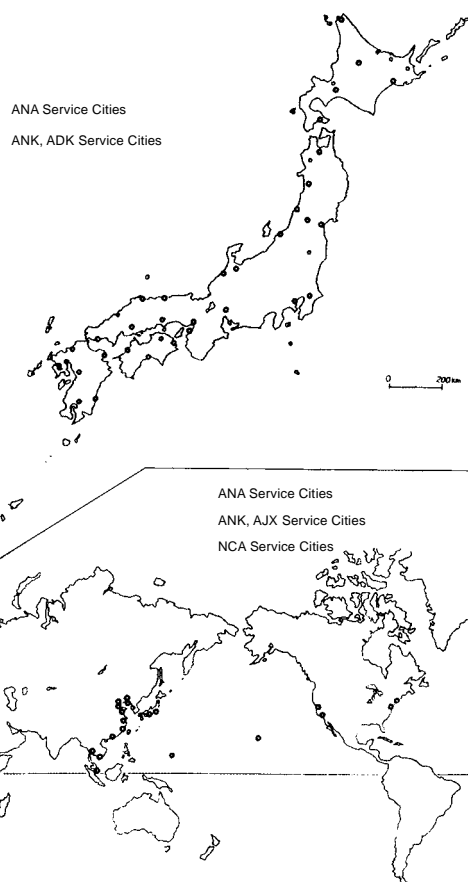 ANA Service Cities
ANK, ADK Service Cities
0 200 km
ANA Service Cities
ANK, AJX Service Cities
NCA Service Cities